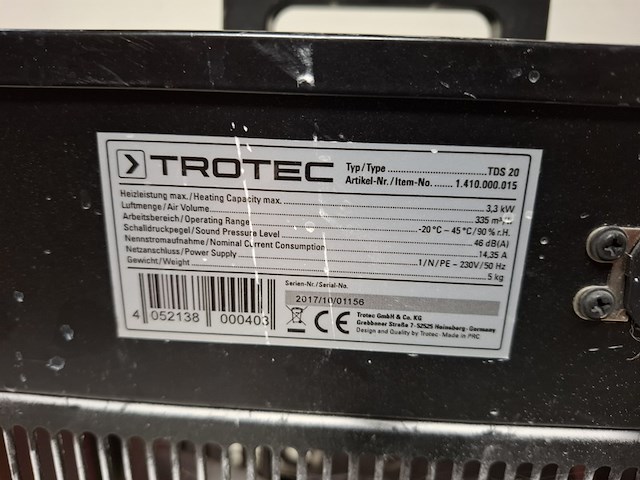 TROTEC
Typ/Type .................... TDS 20
Artikel-Nr./Item-No. ...... 1.410.000.015
Heizleistung max./Heating Capacity max. 3,3 kW
Luftmenge/Air Volume 335 m³/h
Arbeitsbereich/Operating Range -20°C – 45°C/90% r.H.
Schalldruckpegel/Sound Pressure Level 46 dB(A)
Nennstromaufnahme/Nominal Current Consumption 14,35 A
Netzanschluss/Power Supply 1/N/PE – 230V/50 Hz
Gewicht/Weight 5 kg
Serien-Nr./Serial-No.
2017/10/01156
4 052138 000403
CE
Trotec GmbH & Co. KG
Grebbener Straße 7 · 52525 Heinsberg · Germany
Design and Quality by Trotec · Made in PRC